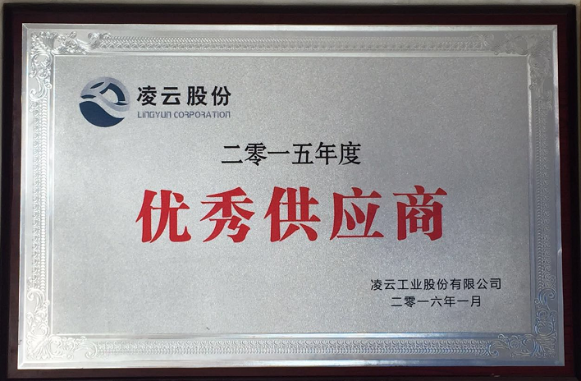 凌云股份
LINGYUN CORPORATION
二零一五年度
优秀供应商
凌云工业股份有限公司
二零一六年一月